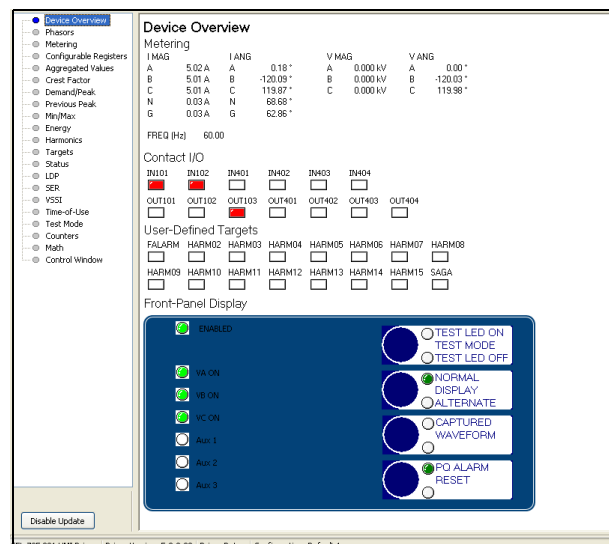 Device Overview
Phasors
Metering
Configurable Registers
Aggregated Values
Crest Factor
Demand/Peak
Previous Peak
Min/Max
Energy
Harmonics
Targets
Status
LDP
SER
VSSI
Time-of-Use
Test Mode
Counters
Math
Control Window
Disable Update
Device Overview
Metering
I MAG I ANG V MAG V ANG
A 5.02 A A 0.18 ° A 0.000 kV A 0.00 °
B 5.01 A B -120.09 ° B 0.000 kV B -120.03 °
C 5.01 A C 119.87 ° C 0.000 kV C 119.98 °
N 0.03 A N 68.68 °
G 0.03 A G 62.86 °
FREQ (Hz) 60.00
Contact I/O
IN101 IN102 IN401 IN402 IN403 IN404
OUT101 OUT102 OUT103 OUT401 OUT402 OUT403 OUT404
User-Defined Targets
FALARM HARM02 HARM03 HARM04 HARM05 HARM06 HARM07 HARM08
HARM09 HARM10 HARM11 HARM12 HARM13 HARM14 HARM15 SAGA
Front-Panel Display
ENABLED
VA ON
VB ON
VC ON
Aux 1
Aux 2
Aux 3
TEST LED ON
TEST MODE
TEST LED OFF
NORMAL
DISPLAY
ALTERNATE
CAPTURED
WAVEFORM
PQ ALARM
RESET